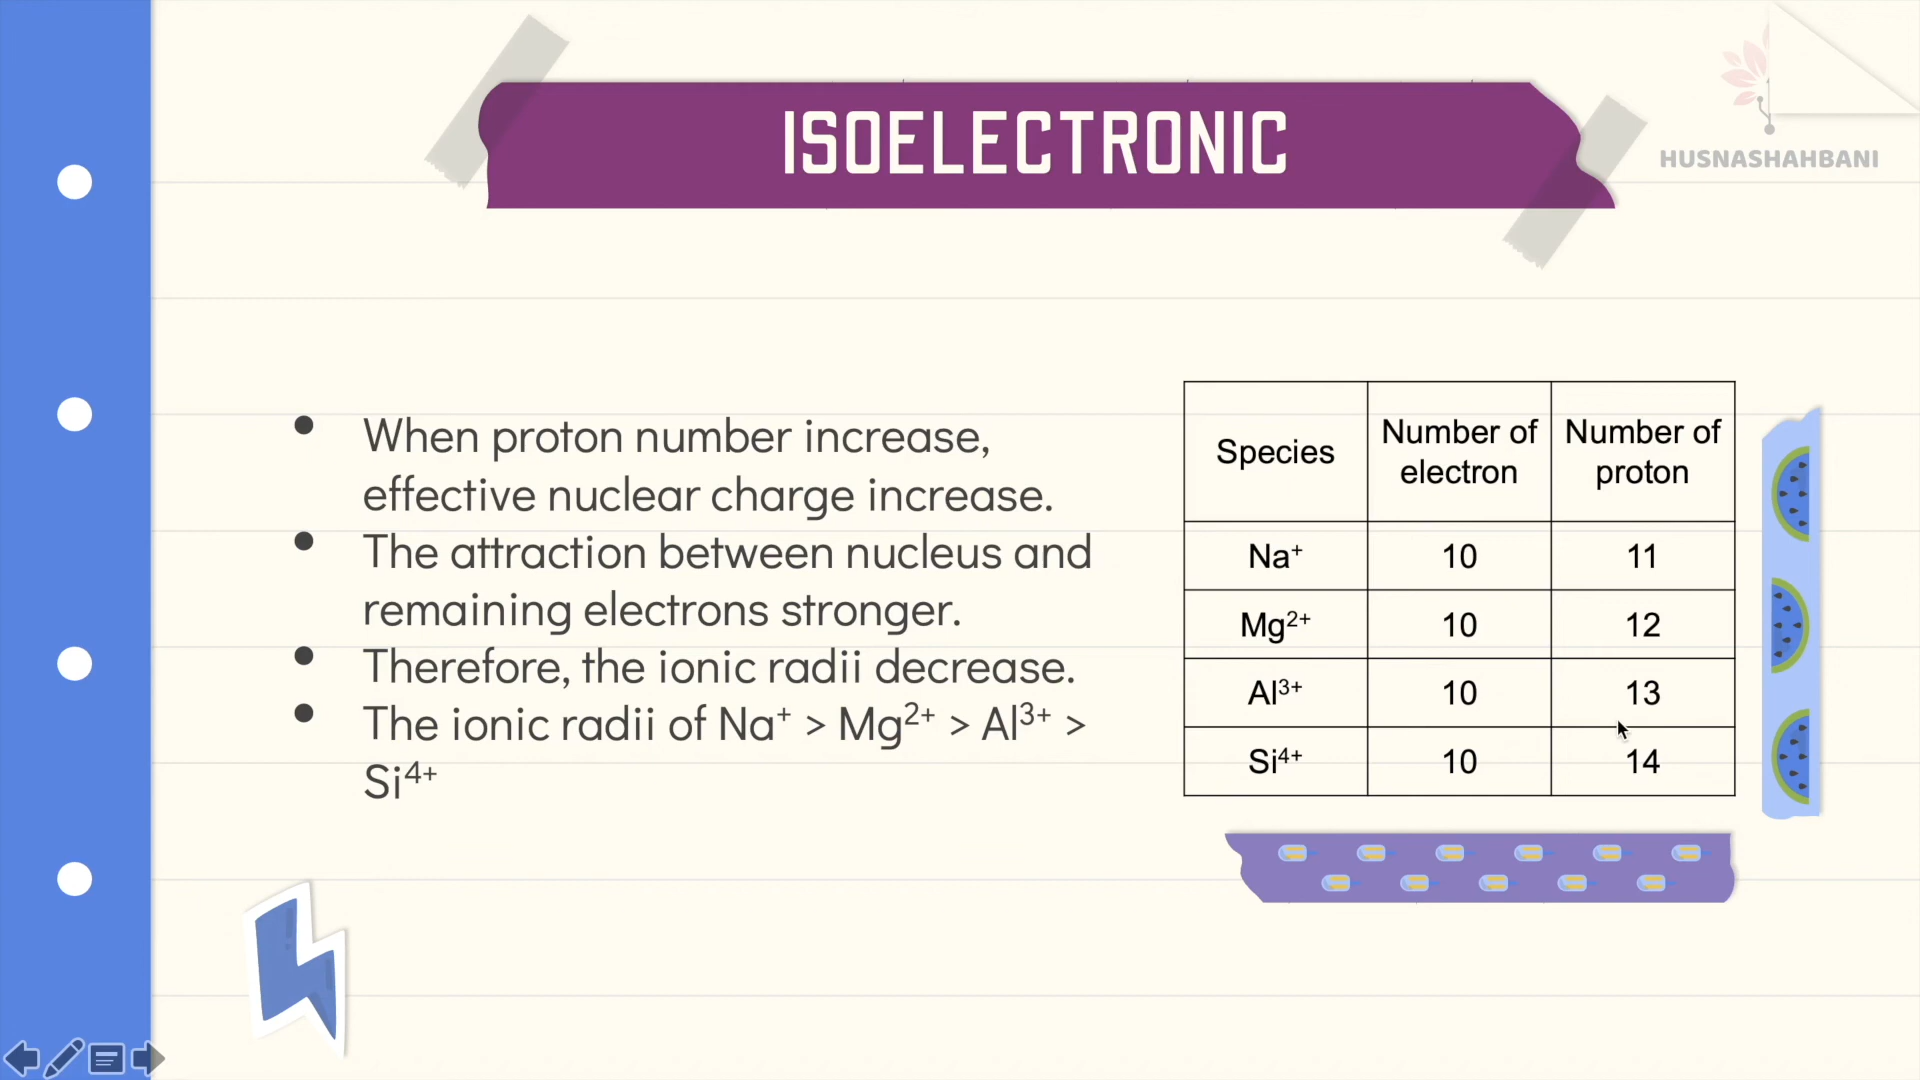 ISOELECTRONIC
HUSNASHAHBANI
When proton number increase,
effective nuclear charge increase.
The attraction between nucleus and
remaining electrons stronger.
Therefore, the ionic radii decrease.
The ionic radii of Na⁺ > Mg²⁺ > Al³⁺ >
Si⁴⁺
Species Number of electron Number of proton
Na⁺ 10 11
Mg²⁺ 10 12
Al³⁺ 10 13
Si⁴⁺ 10 14